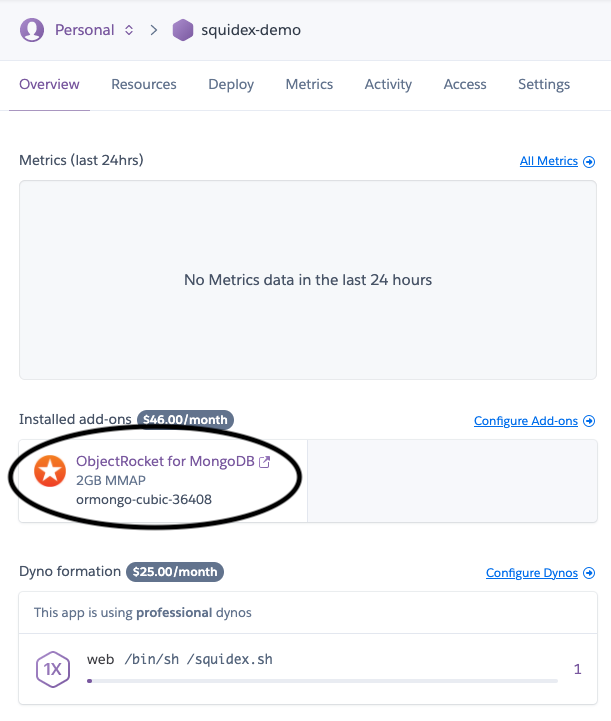 Personal squidex-demo
Overview Resources Deploy Metrics Activity Access Settings
Metrics (last 24hrs) All Metrics
No Metrics data in the last 24 hours
Installed add-ons $46.00/month Configure Add-ons
ObjectRocket for MongoDB
2GB MMAP
ormongo-cubic-36408
Dyno formation $25.00/month Configure Dynos
This app is using professional dynos
1X web /bin/sh /squidex.sh 1